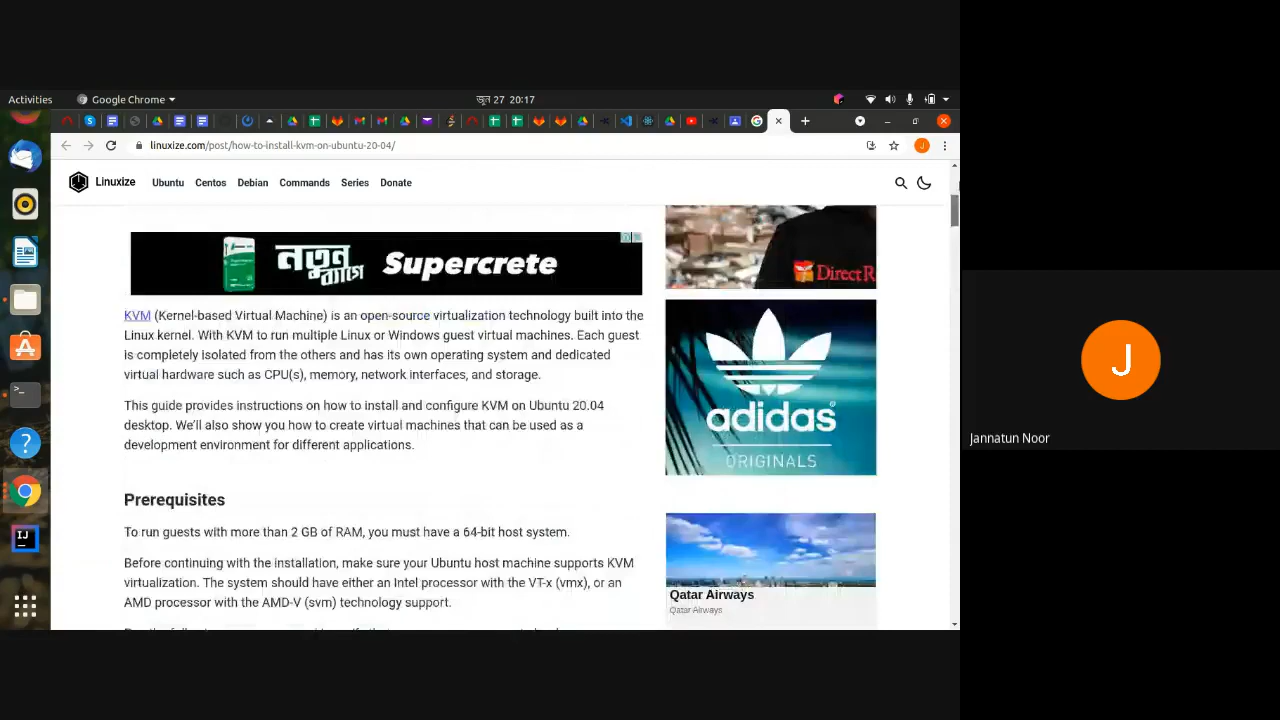 Activities
Google Chrome
জুন 27 20:17
linuxize.com/post/how-to-install-kvm-on-ubuntu-20-04/
J
Linuxize
Ubuntu
Centos
Debian
Commands
Series
Donate
নতুন
ব্যাগে
Supercrete
DirectR
KVM (Kernel-based Virtual Machine) is an open-source virtualization technology built into the
Linux kernel. With KVM to run multiple Linux or Windows guest virtual machines. Each guest
is completely isolated from the others and has its own operating system and dedicated
virtual hardware such as CPU(s), memory, network interfaces, and storage.
This guide provides instructions on how to install and configure KVM on Ubuntu 20.04
desktop. We'll also show you how to create virtual machines that can be used as a
development environment for different applications.
adidas
ORIGINALS
Prerequisites
To run guests with more than 2 GB of RAM, you must have a 64-bit host system.
Before continuing with the installation, make sure your Ubuntu host machine supports KVM
virtualization. The system should have either an Intel processor with the VT-x (vmx), or an
AMD processor with the AMD-V (svm) technology support.
Qatar Airways
Qatar Airways
IJ
J
Jannatun Noor